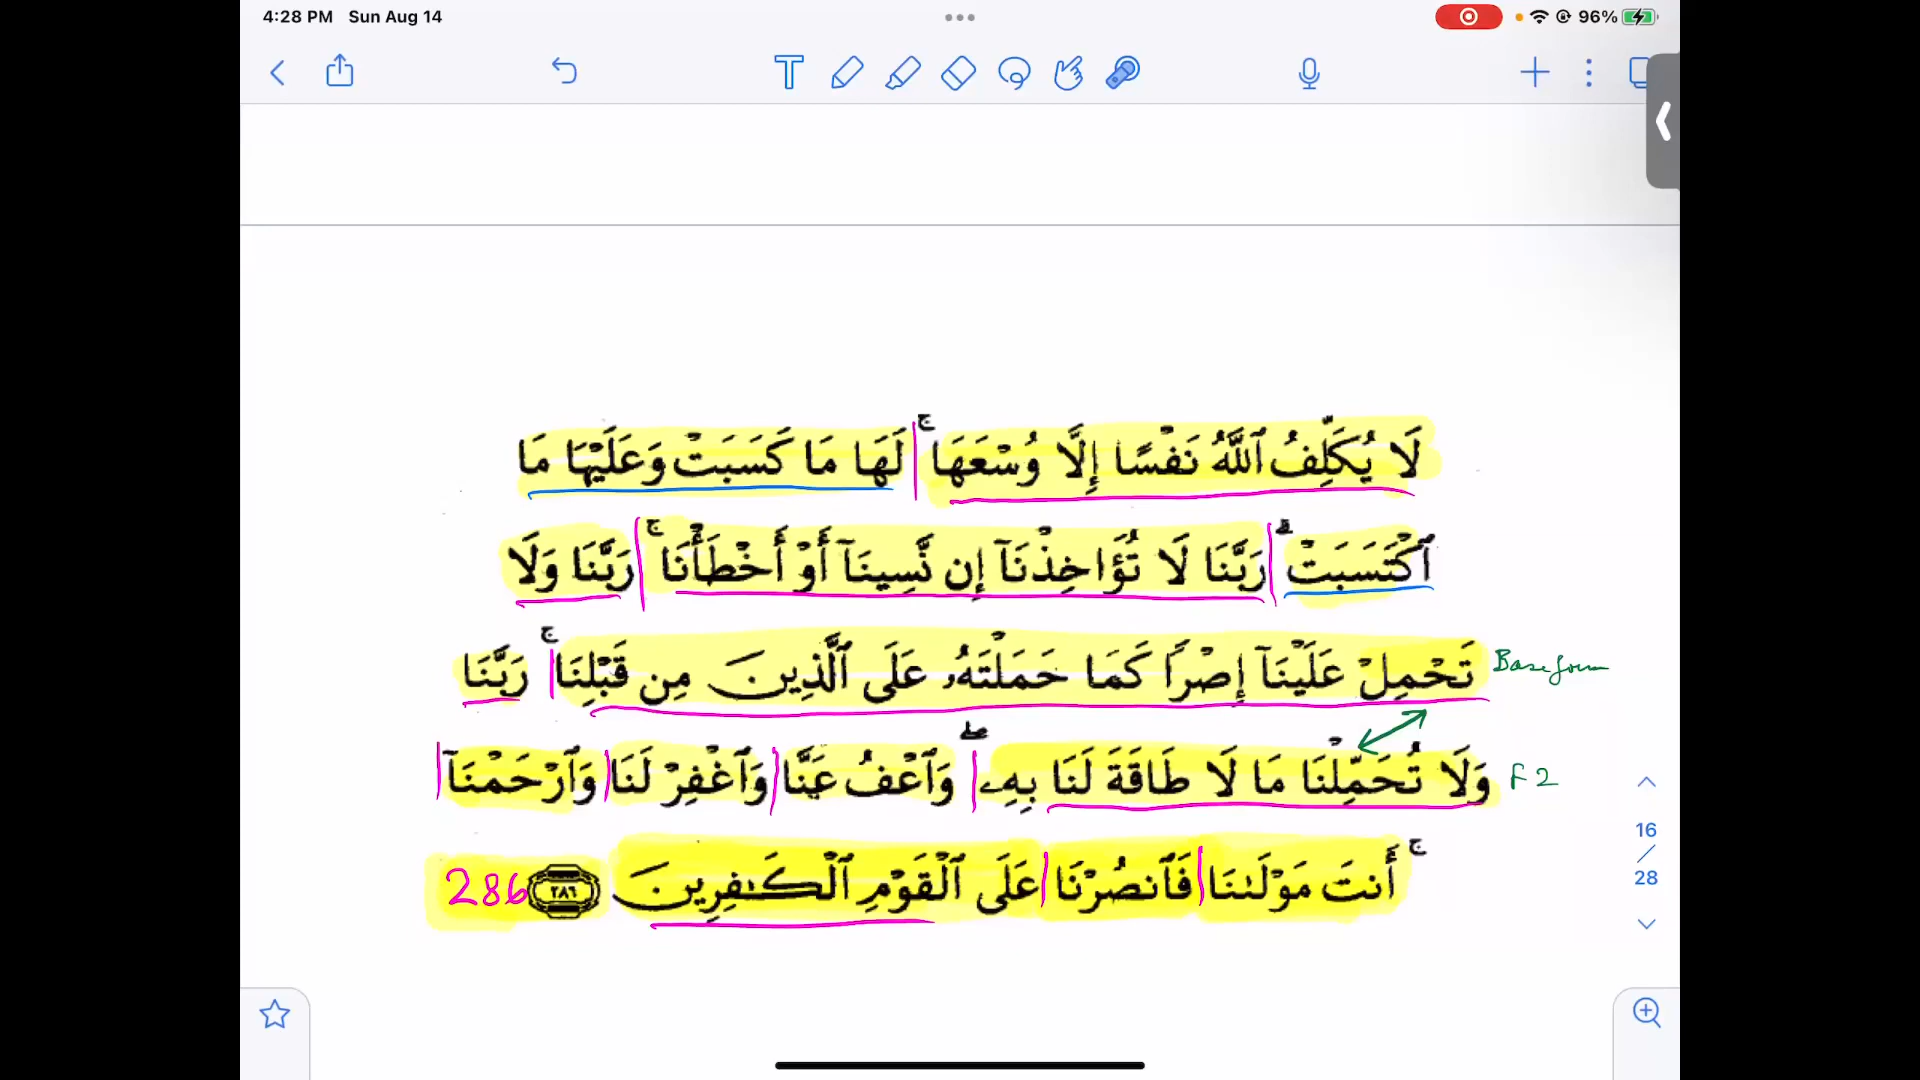 4:28 PM Sun Aug 14
96%
لَا يُكَلِّفُ ٱللَّهُ نَفْسًا إِلَّا وُسْعَهَا ۚ لَهَا مَا كَسَبَتْ وَعَلَيْهَا مَا
ٱكْتَسَبَتْ ۗ رَبَّنَا لَا تُؤَاخِذْنَآ إِن نَّسِينَآ أَوْ أَخْطَأْنَا ۚ رَبَّنَا وَلَا
تَحْمِلْ عَلَيْنَآ إِصْرًا كَمَا حَمَلْتَهُۥ عَلَى ٱلَّذِينَ مِن قَبْلِنَا ۚ رَبَّنَا Base form
وَلَا تُحَمِّلْنَا مَا لَا طَاقَةَ لَنَا بِهِۦ ۖ وَٱعْفُ عَنَّا وَٱغْفِرْ لَنَا وَٱرْحَمْنَآ F2
ۚ أَنتَ مَوْلَىٰنَا فَٱنصُرْنَا عَلَى ٱلْقَوْمِ ٱلْكَـٰفِرِينَ ٢٨٦ 286
16
/
28